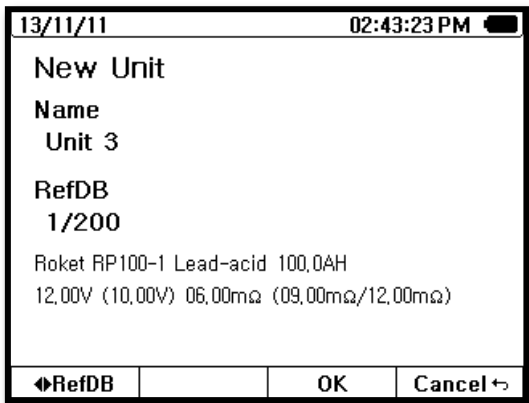 13/11/11 02:43:23 PM
New Unit
Name
Unit 3
RefDB
1/200
Roket RP100-1 Lead-acid 100,0AH
12,00V (10,00V) 06,00mΩ (09,00mΩ/12,00mΩ)
◀▶RefDB OK Cancel ↰